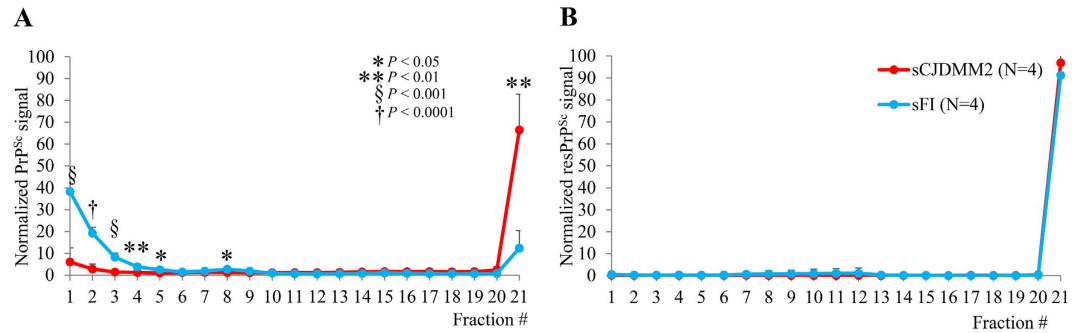 A
Normalized PrPSc signal
100
90
80
70
60
50
40
30
20
10
0
* P < 0.05
** P < 0.01
§ P < 0.001
† P < 0.0001
§
†
§
**
*
*
**
1 2 3 4 5 6 7 8 9 10 11 12 13 14 15 16 17 18 19 20 21
Fraction #
B
Normalized resPrPSc signal
100
90
80
70
60
50
40
30
20
10
0
sCJDMM2 (N=4)
sFI (N=4)
1 2 3 4 5 6 7 8 9 10 11 12 13 14 15 16 17 18 19 20 21
Fraction #